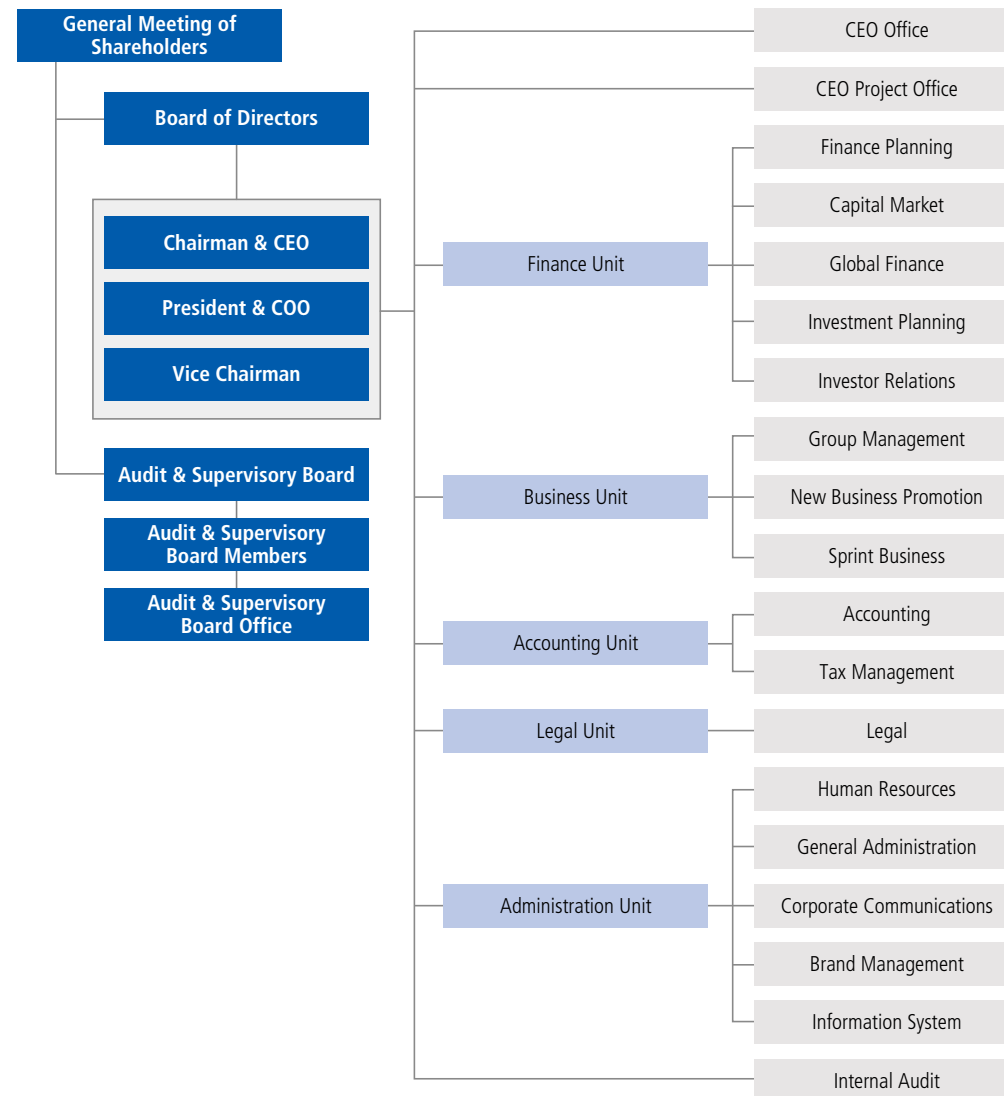 General Meeting of
Shareholders
Board of Directors
Chairman & CEO
President & COO
Vice Chairman
Audit & Supervisory Board
Audit & Supervisory
Board Members
Audit & Supervisory
Board Office
CEO Office
CEO Project Office
Finance Unit
Finance Planning
Capital Market
Global Finance
Investment Planning
Investor Relations
Business Unit
Group Management
New Business Promotion
Sprint Business
Accounting Unit
Accounting
Tax Management
Legal Unit
Legal
Administration Unit
Human Resources
General Administration
Corporate Communications
Brand Management
Information System
Internal Audit